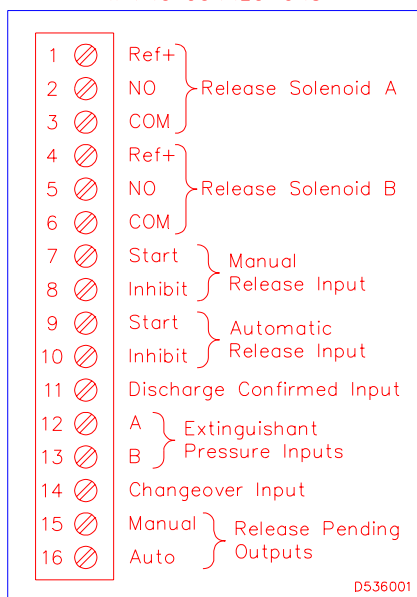 1 Ref+
2 NO Release Solenoid A
3 COM
4 Ref+
5 NO Release Solenoid B
6 COM
7 Start Manual
8 Inhibit Release Input
9 Start Automatic
10 Inhibit Release Input
11 Discharge Confirmed Input
12 A Extinguishant
13 B Pressure Inputs
14 Changeover Input
15 Manual Release Pending
16 Auto Outputs
D536001